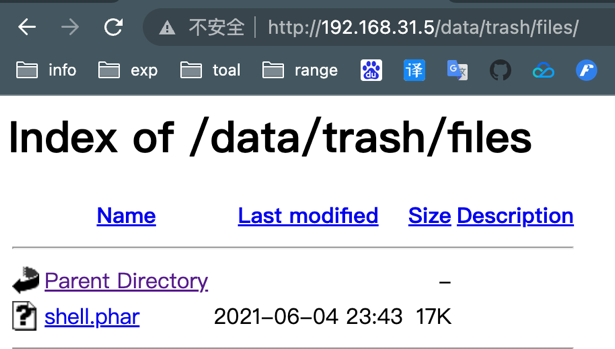 不安全 http://192.168.31.5/data/trash/files/
info exp toal range du 译 G
Index of /data/trash/files
Name Last modified Size Description
Parent Directory -
shell.phar 2021-06-04 23:43 17K